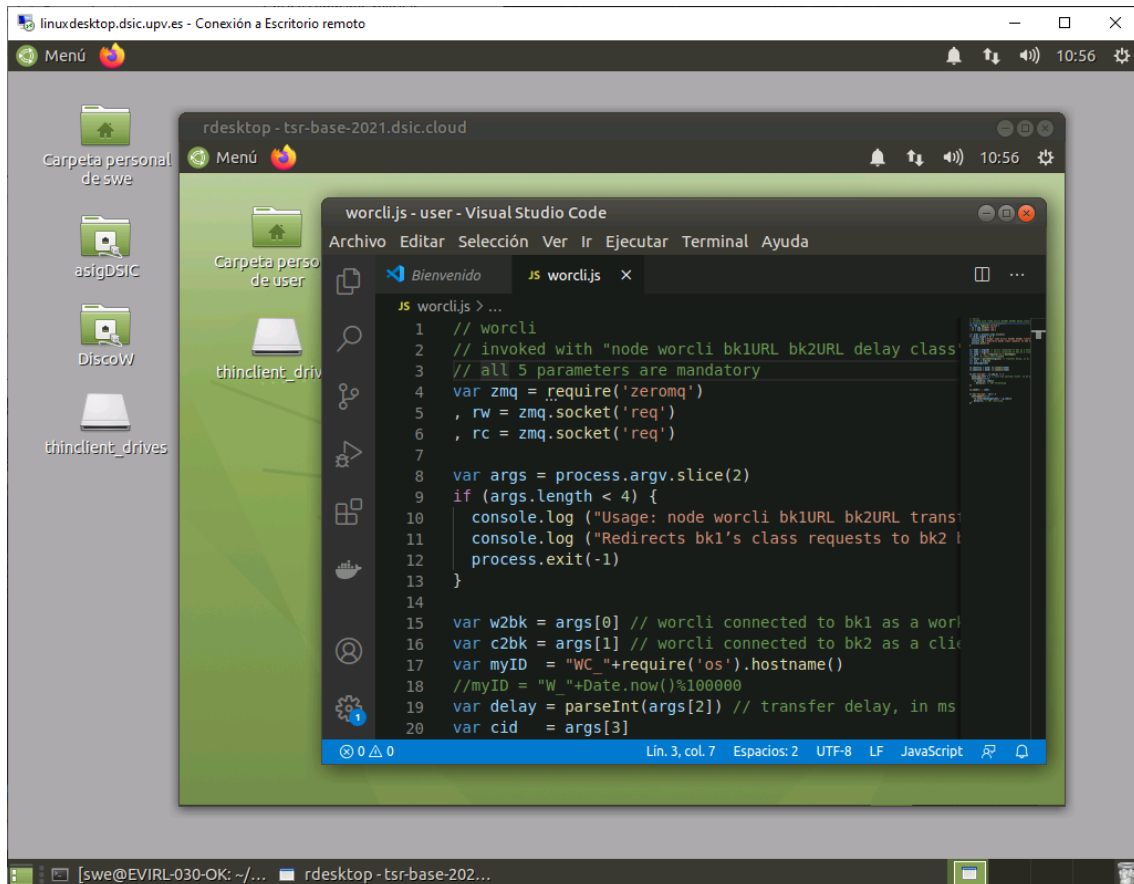 linuxdesktop.dsic.upv.es - Conexión a Escritorio remoto
Menú
10:56
Carpeta personal
de swe
asigDSIC
DiscoW
thinclient_drives
rdesktop - tsr-base-2021.dsic.cloud
Menú
10:56
Carpeta perso
de user
thinclient_driv
worcli.js - user - Visual Studio Code
Archivo Editar Selección Ver Ir Ejecutar Terminal Ayuda
Bienvenido JS worcli.js
JS worcli.js > ...
1 // worcli
2 // invoked with "node worcli bk1URL bk2URL delay class"
3 // all 5 parameters are mandatory
4 var zmq = require('zeromq')
5 , rw = zmq.socket('req')
6 , rc = zmq.socket('req')
7
8 var args = process.argv.slice(2)
9 if (args.length < 4) {
10 console.log ("Usage: node worcli bk1URL bk2URL transf
11 console.log ("Redirects bk1’s class requests to bk2 b
12 process.exit(-1)
13 }
14
15 var w2bk = args[0] // worcli connected to bk1 as a work
16 var c2bk = args[1] // worcli connected to bk2 as a clie
17 var myID = "WC_"+require('os').hostname()
18 //myID = "W_"+Date.now()%100000
19 var delay = parseInt(args[2]) // transfer delay, in ms
20 var cid = args[3]
1
0 0 Lín. 3, col. 7 Espacios: 2 UTF-8 LF JavaScript
[swe@EVIRL-030-OK: ~/... rdesktop - tsr-base-202...